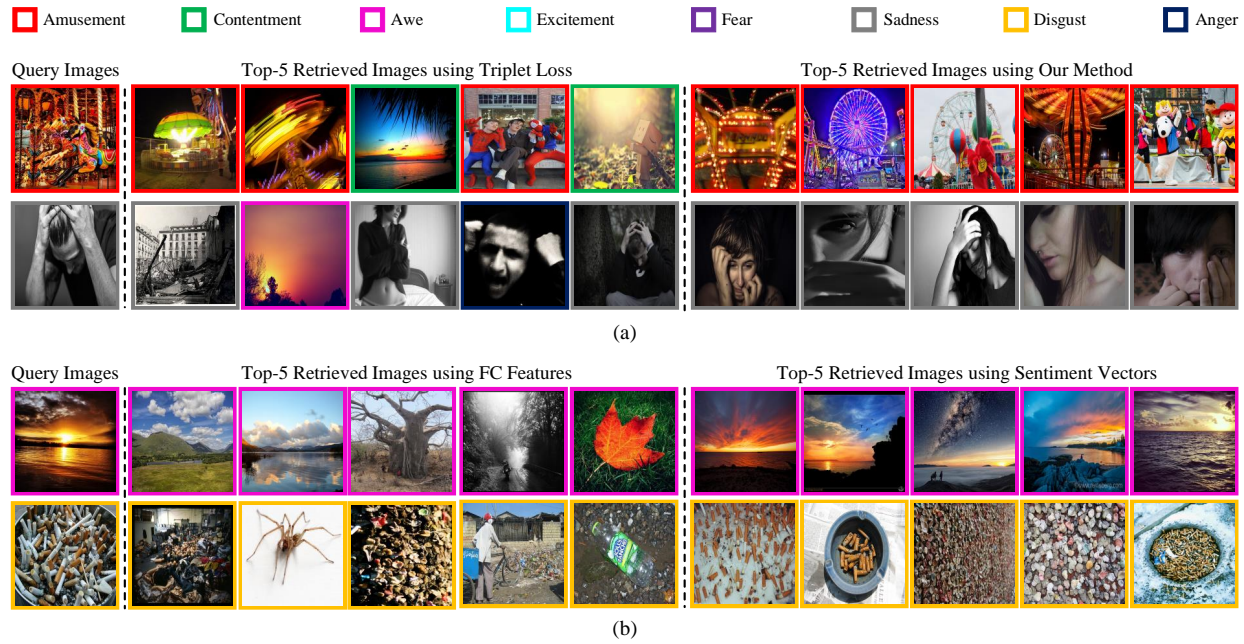 Amusement Contentment Awe Excitement Fear Sadness Disgust Anger
Query Images Top-5 Retrieved Images using Triplet Loss Top-5 Retrieved Images using Our Method
(a)
Query Images Top-5 Retrieved Images using FC Features Top-5 Retrieved Images using Sentiment Vectors
(b)